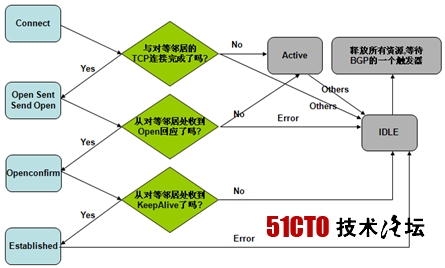 Connect
与对等邻居的
TCP连接完成了吗?
No
Active
释放所有资源,等待
BGP的一个触发器
Yes
Others
Others
Open Sent
Send Open
从对等邻居处收到
Open回应了吗?
No
Error
IDLE
Yes
Openconfirm
从对等邻居处收到
KeepAlive了吗?
No
Yes
Established
Error
51CTO 技术论坛